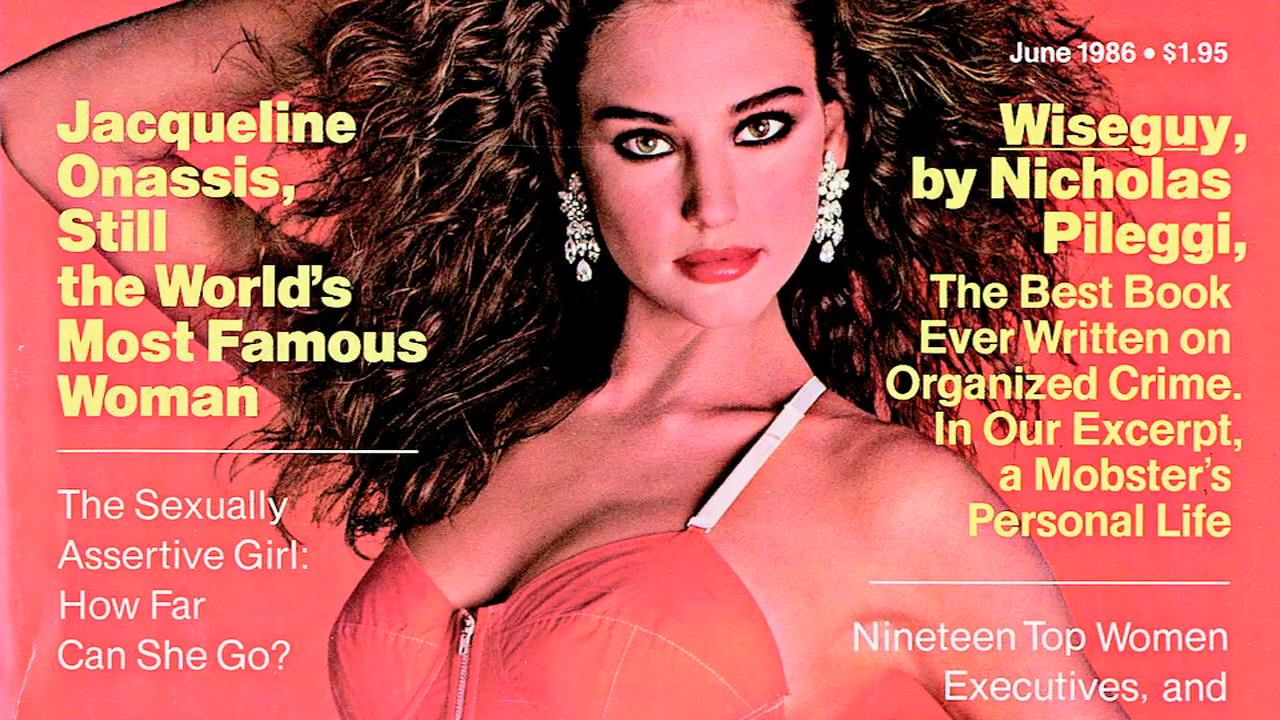 June 1986 • $1.95
Jacqueline
Onassis,
Still
the World's
Most Famous
Woman
The Sexually
Assertive Girl:
How Far
Can She Go?
Wiseguy,
by Nicholas
Pileggi,
The Best Book
Ever Written on
Organized Crime.
In Our Excerpt,
a Mobster's
Personal Life
Nineteen Top Women
Executives, and